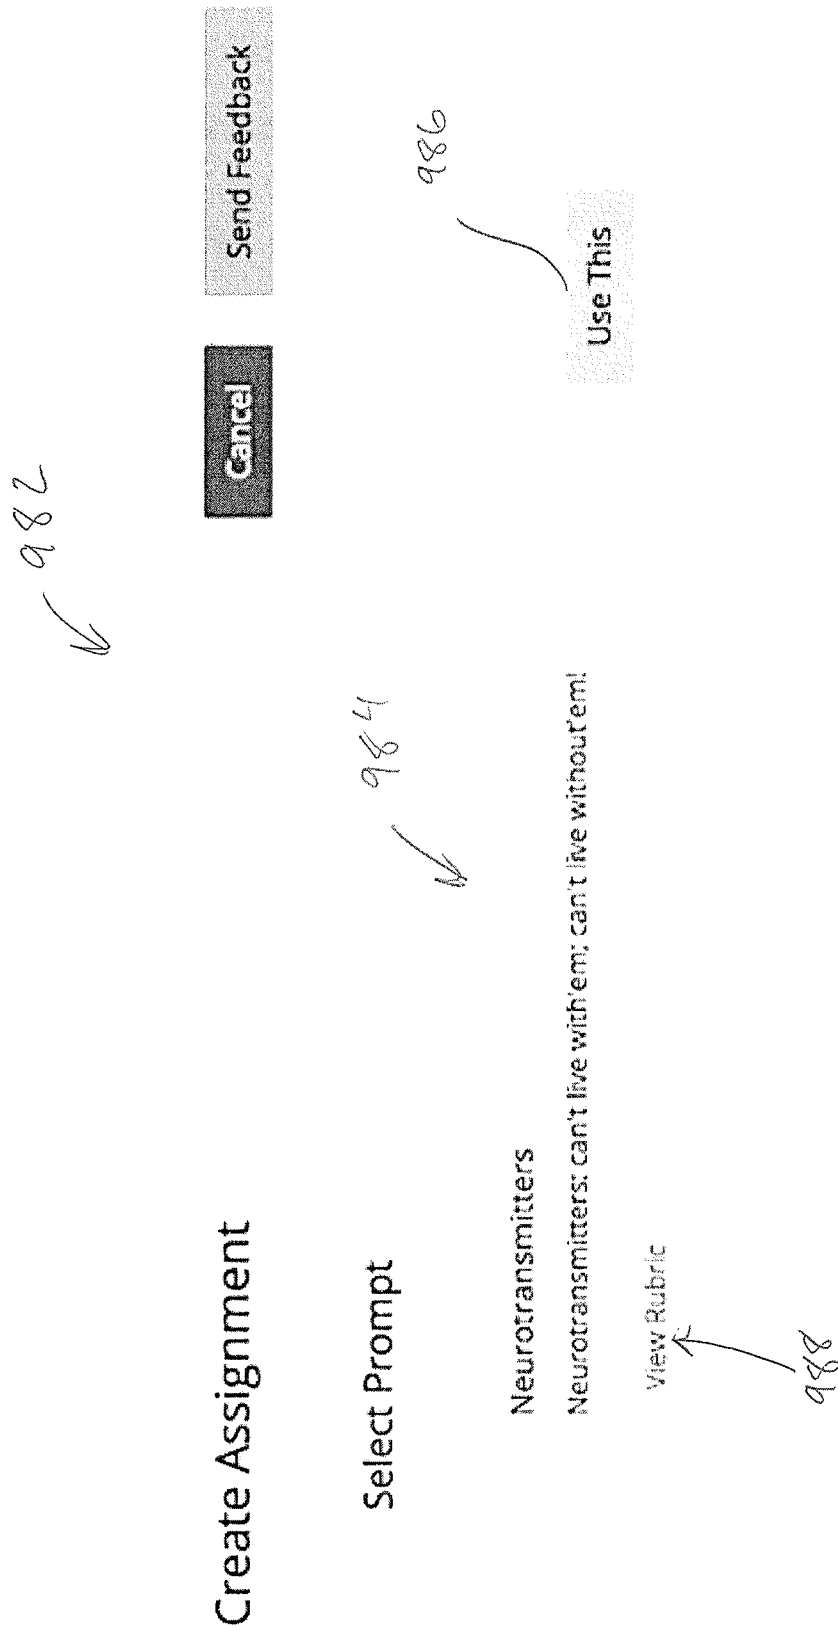 982
Create Assignment
Cancel
Send Feedback
Select Prompt
984
986
Neurotransmitters
Neurotransmitters: can't live with'em; can't live without'em!
Use This
View Rubric
988